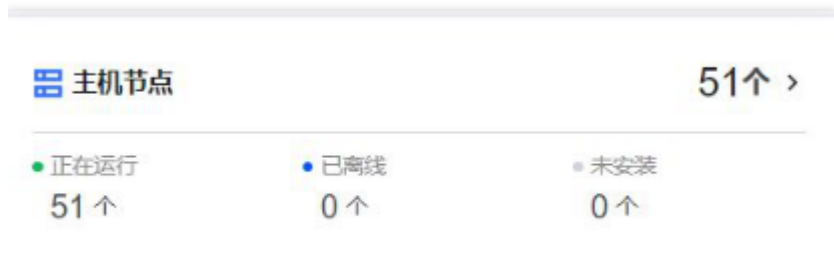 主机节点 51个 >
正在运行 已离线 未安装
51 个 0 个 0 个